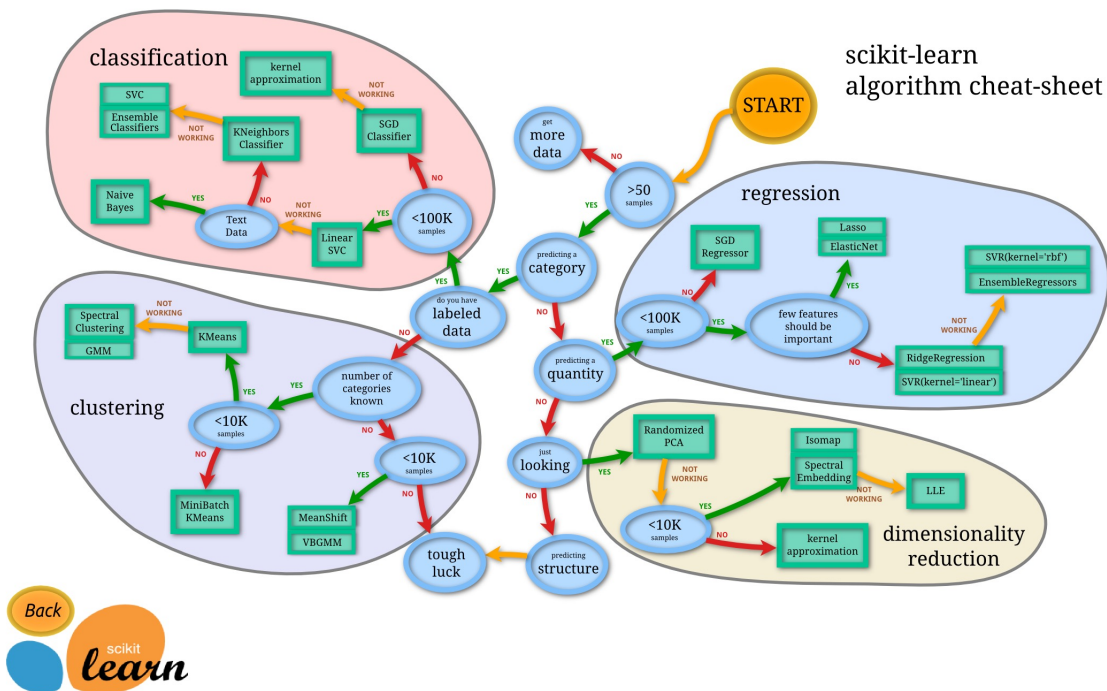 scikit-learn
algorithm cheat-sheet
START
get
more
data
NO
>50
samples
YES
predicting a
category
YES
NO
do you have
labeled
data
YES
NO
predicting a
quantity
YES
NO
just
looking
YES
NO
predicting
structure
tough
luck
classification
kernel
approximation
NOT
WORKING
SGD
Classifier
NO
<100K
samples
YES
Linear
SVC
NOT
WORKING
Text
Data
YES
Naive
Bayes
NO
KNeighbors
Classifier
NOT
WORKING
SVC
Ensemble
Classifiers
regression
<100K
samples
NO
SGD
Regressor
YES
few features
should be
important
YES
Lasso
ElasticNet
NO
RidgeRegression
SVR(kernel='linear')
NOT
WORKING
SVR(kernel='rbf')
EnsembleRegressors
clustering
number of
categories
known
YES
<10K
samples
YES
KMeans
NOT
WORKING
Spectral
Clustering
GMM
NO
MiniBatch
KMeans
NO
<10K
samples
YES
MeanShift
VBGMM
NO
dimensionality
reduction
Randomized
PCA
NOT
WORKING
<10K
samples
YES
Isomap
Spectral
Embedding
NOT
WORKING
LLE
NO
kernel
approximation
Back
scikit
learn